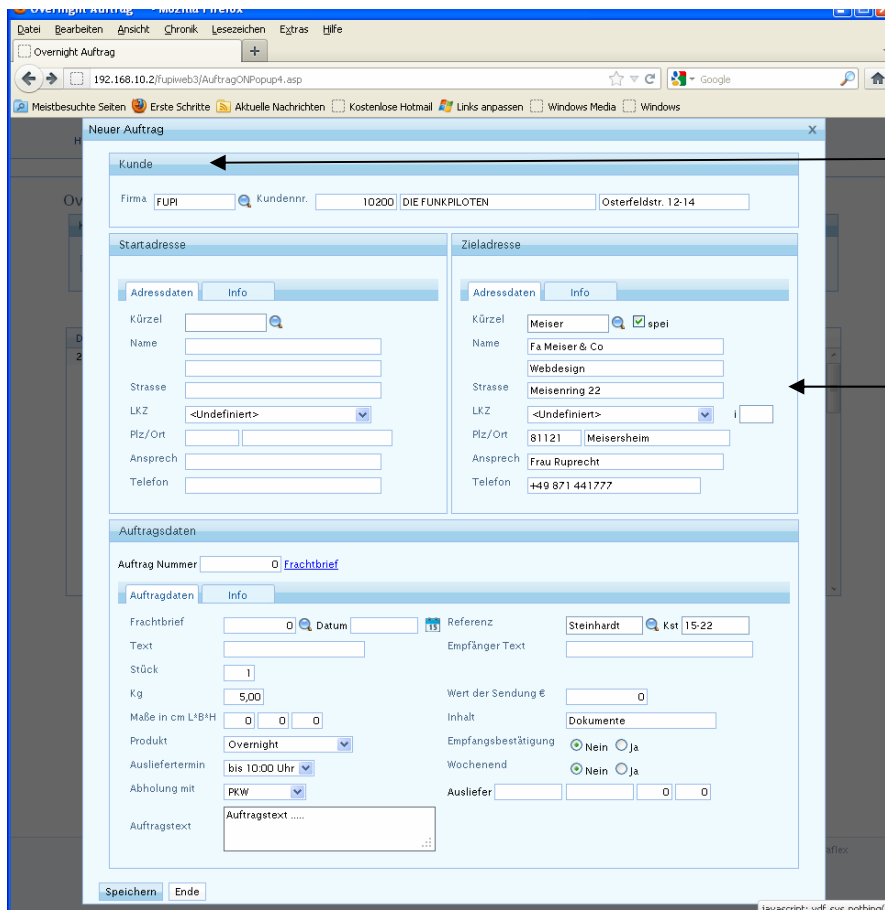 Overnight Auftrag - Mozilla Firefox
Datei Bearbeiten Ansicht Chronik Lesezeichen Extras Hilfe
Overnight Auftrag +
192.168.10.2/fupiweb3/AuftragONPopup4.asp Google
Meistbesuchte Seiten Erste Schritte Aktuelle Nachrichten Kostenlose Hotmail Links anpassen Windows Media Windows
Neuer Auftrag X
Kunde
Firma FUPI Kundennr. 10200 DIE FUNKPILOTEN Osterfeldstr. 12-14
Startadresse
Adressdaten Info
Kürzel
Name
Strasse
LKZ <Undefiniert>
Plz/Ort
Ansprech
Telefon
Zieladresse
Adressdaten Info
Kürzel Meiser spei
Name Fa Meiser & Co
Webdesign
Strasse Meisenring 22
LKZ <Undefiniert> i
Plz/Ort 81121 Meisersheim
Ansprech Frau Ruprecht
Telefon +49 871 441777
Auftragsdaten
Auftrag Nummer 0 Frachtbrief
Auftragdaten Info
Frachtbrief 0 Datum 15 Referenz Steinhardt Kst 15-22
Text Empfänger Text
Stück 1
Kg 5,00 Wert der Sendung € 0
Maße in cm L*B*H 0 0 0 Inhalt Dokumente
Produkt Overnight Empfangsbestätigung Nein Ja
Ausliefertermin bis 10:00 Uhr Wochenend Nein Ja
Abholung mit PKW Ausliefer 0 0
Auftragstext Auftragstext .....
Speichern Ende